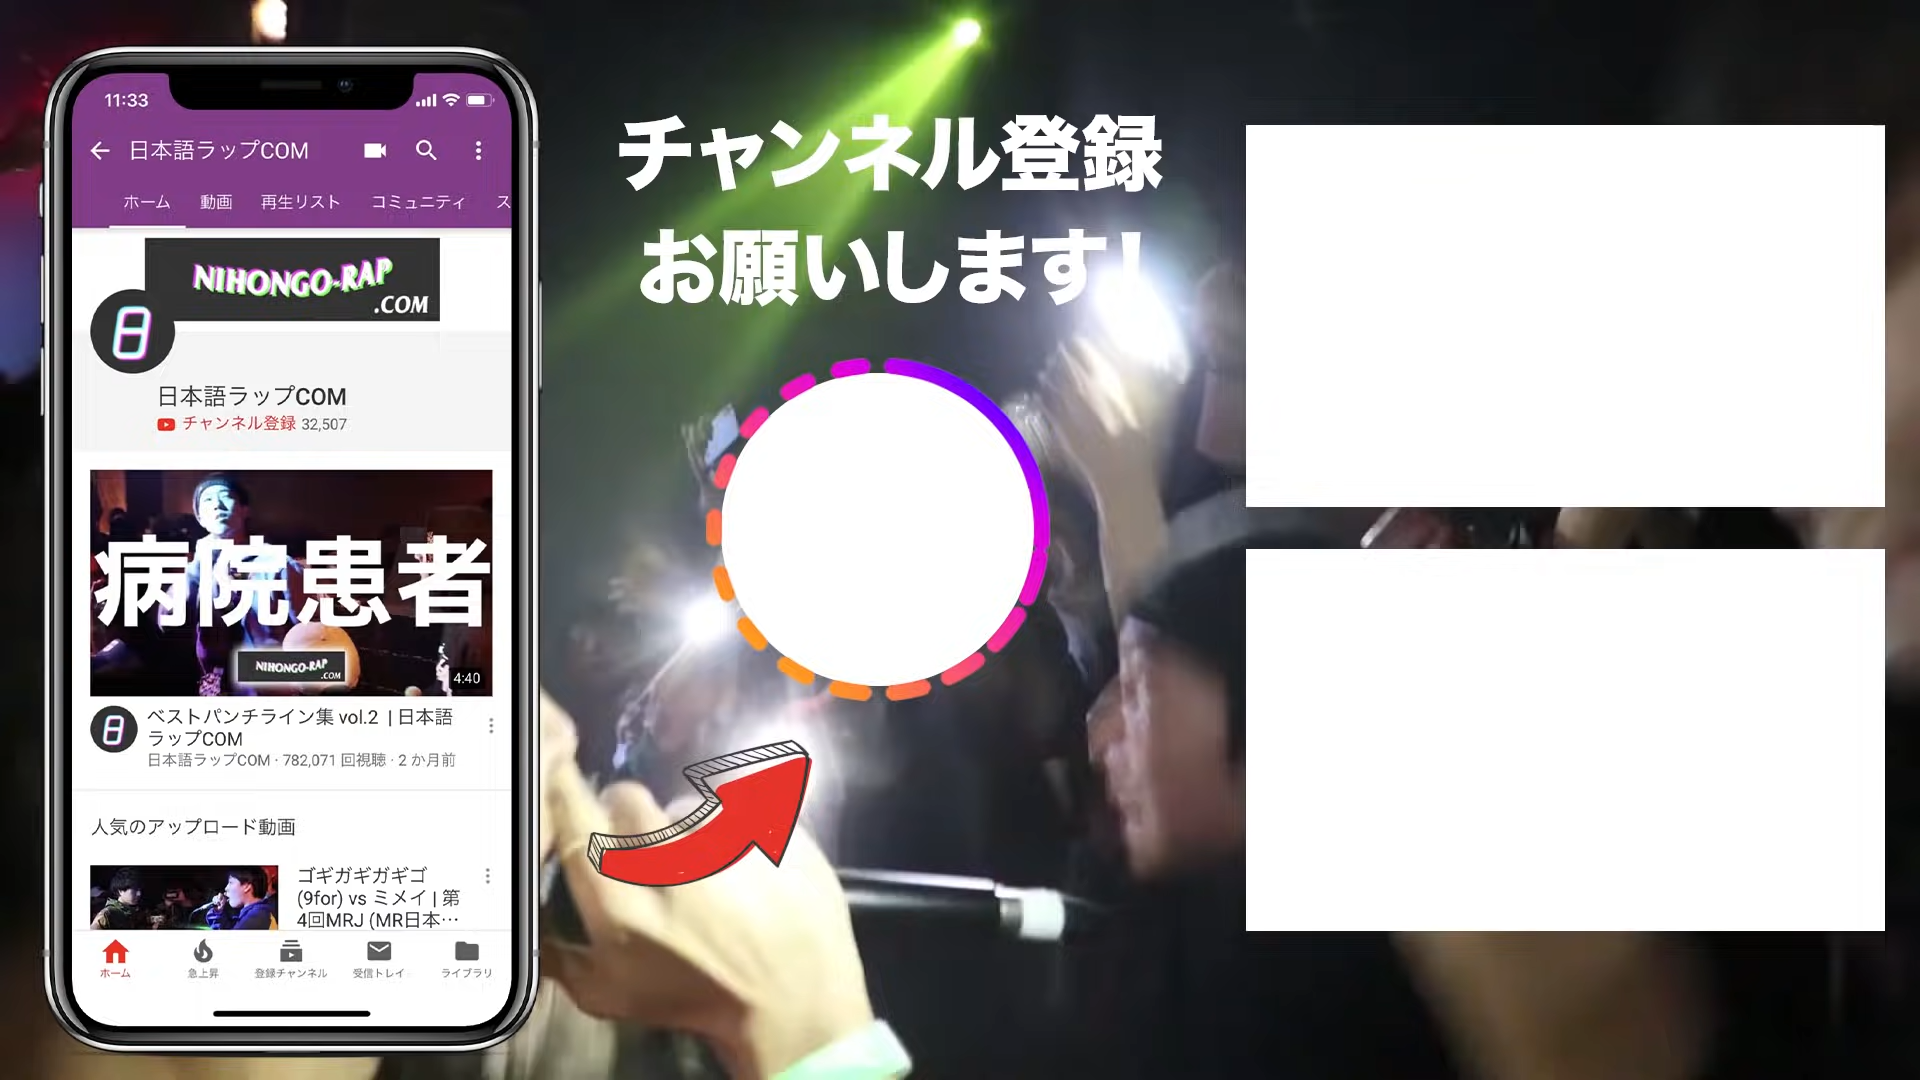 11:33
日本語ラップCOM
ホーム 動画 再生リスト コミュニティ ス
NIHONGO-RAP
.COM
日本語ラップCOM
チャンネル登録 32,507
病院患者
NIHONGO-RAP
.COM
4:40
ベストパンチライン集 vol.2 | 日本語
ラップCOM
日本語ラップCOM · 782,071 回視聴 · 2 か月前
人気のアップロード動画
ゴギガギガギゴ
(9for) vs ミメイ | 第
4回MRJ (MR日本…
ホーム 急上昇 登録チャンネル 受信トレイ ライブラリ
チャンネル登録
お願いします!